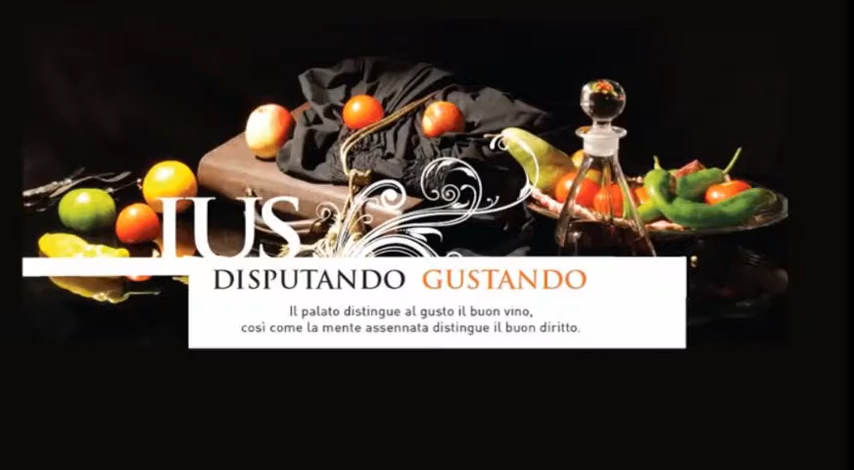 IUS
DISPUTANDO GUSTANDO
Il palato distingue al gusto il buon vino,
così come la mente assennata distingue il buon diritto.